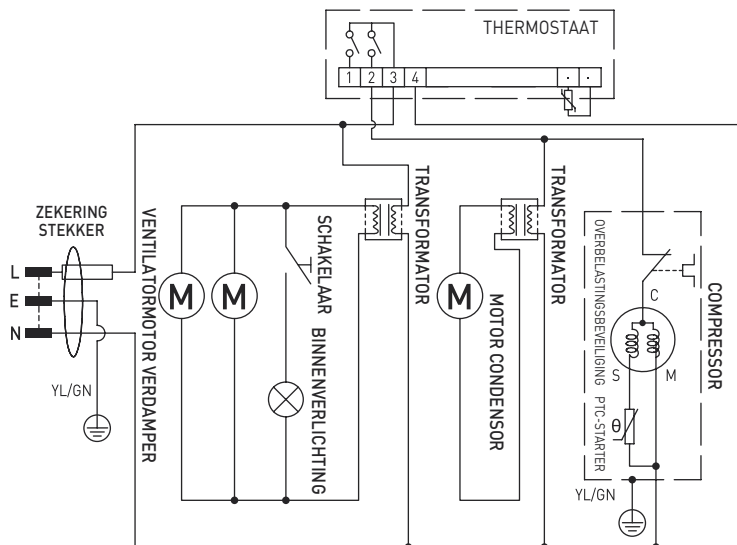 THERMOSTAAT
1 2 3 4 · ·
ZEKERING
STEKKER
L
E
N
YL/GN
VENTILATORMOTOR VERDAMPER
M
M
SCHAKELAAR
BINNENVERLICHTING
TRANSFORMATOR
M
MOTOR CONDENSOR
TRANSFORMATOR
OVERBELASTINGSBEVEILIGING
PTC-STARTER
C
S
M
θ
COMPRESSOR
YL/GN